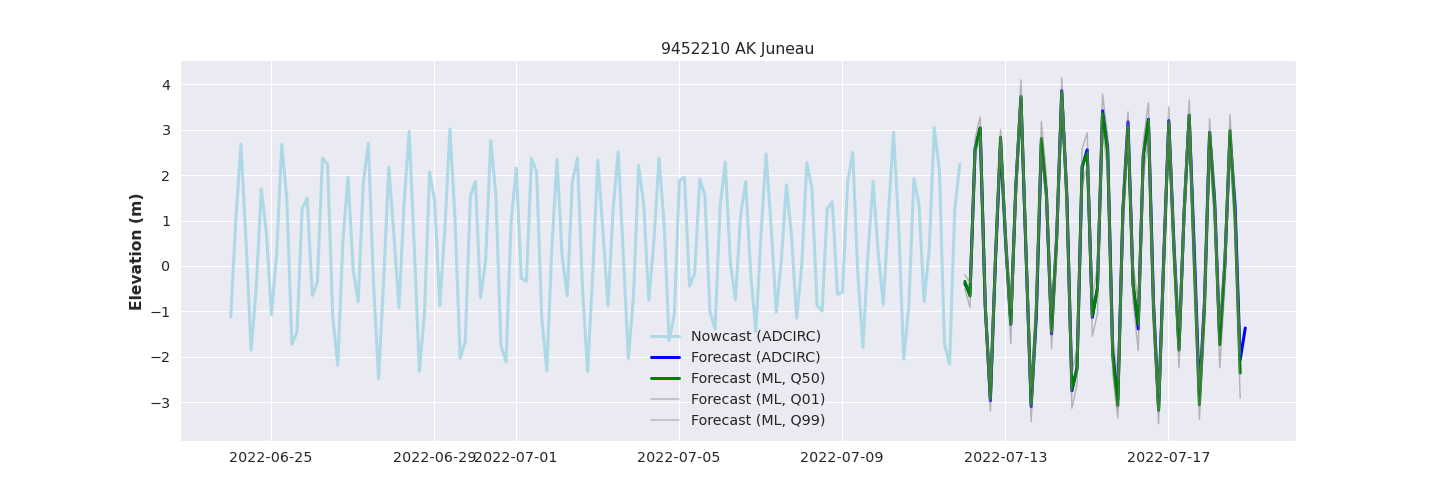 9452210 AK Juneau
Elevation (m)
4
3
2
1
0
−1
−2
−3
Nowcast (ADCIRC)
Forecast (ADCIRC)
Forecast (ML, Q50)
Forecast (ML, Q01)
Forecast (ML, Q99)
2022-06-25 2022-06-29 2022-07-01 2022-07-05 2022-07-09 2022-07-13 2022-07-17